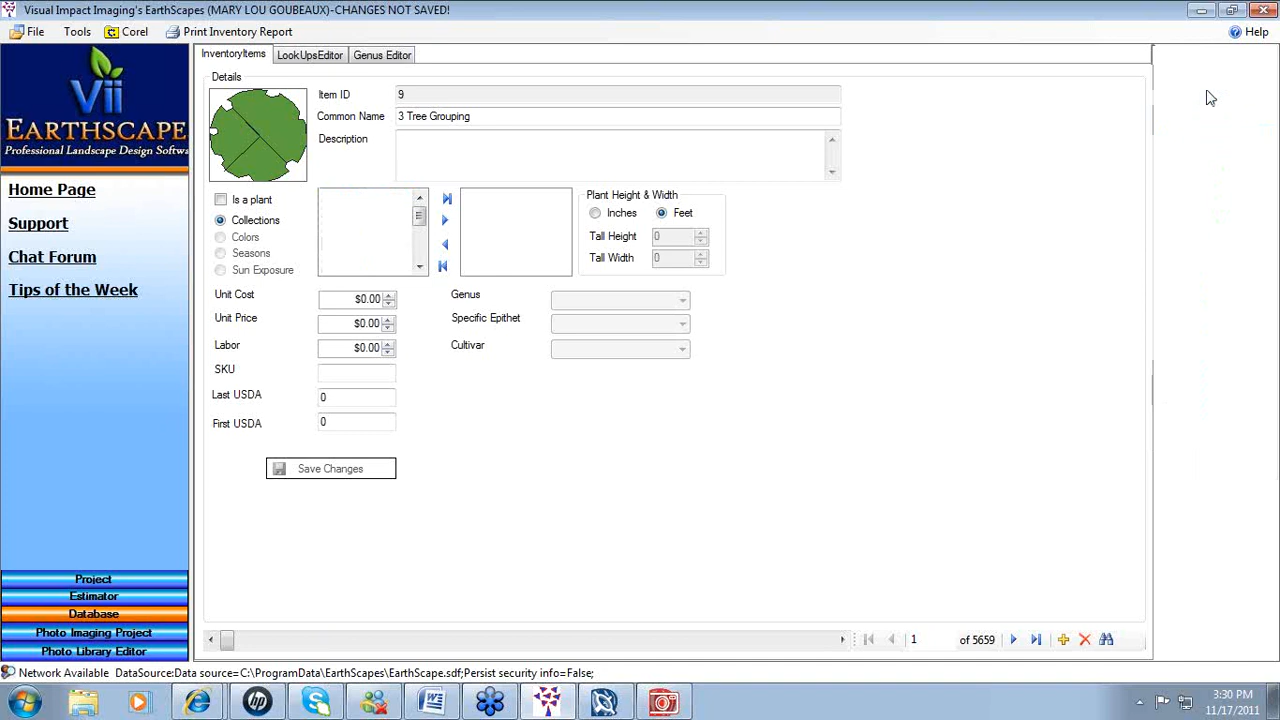 Visual Impact Imaging's EarthScapes (MARY LOU GOUBEAUX)-CHANGES NOT SAVED!
File Tools Corel Print Inventory Report Help
vii
EARTHSCAPE
Professional Landscape Design Softwa
Home Page
Support
Chat Forum
Tips of the Week
Project
Estimator
Database
Photo Imaging Project
Photo Library Editor
InventoryItems LookUpsEditor Genus Editor
Details
Item ID 9
Common Name 3 Tree Grouping
Description
Is a plant
Collections
Colors
Seasons
Sun Exposure
Plant Height & Width
Inches Feet
Tall Height 0
Tall Width 0
Unit Cost $0.00 Genus
Unit Price $0.00 Specific Epithet
Labor $0.00 Cultivar
SKU
Last USDA 0
First USDA 0
Save Changes
1 of 5659
Network Available DataSource:Data source=C:\ProgramData\EarthScapes\EarthScape.sdf;Persist security info=False;
3:30 PM
11/17/2011